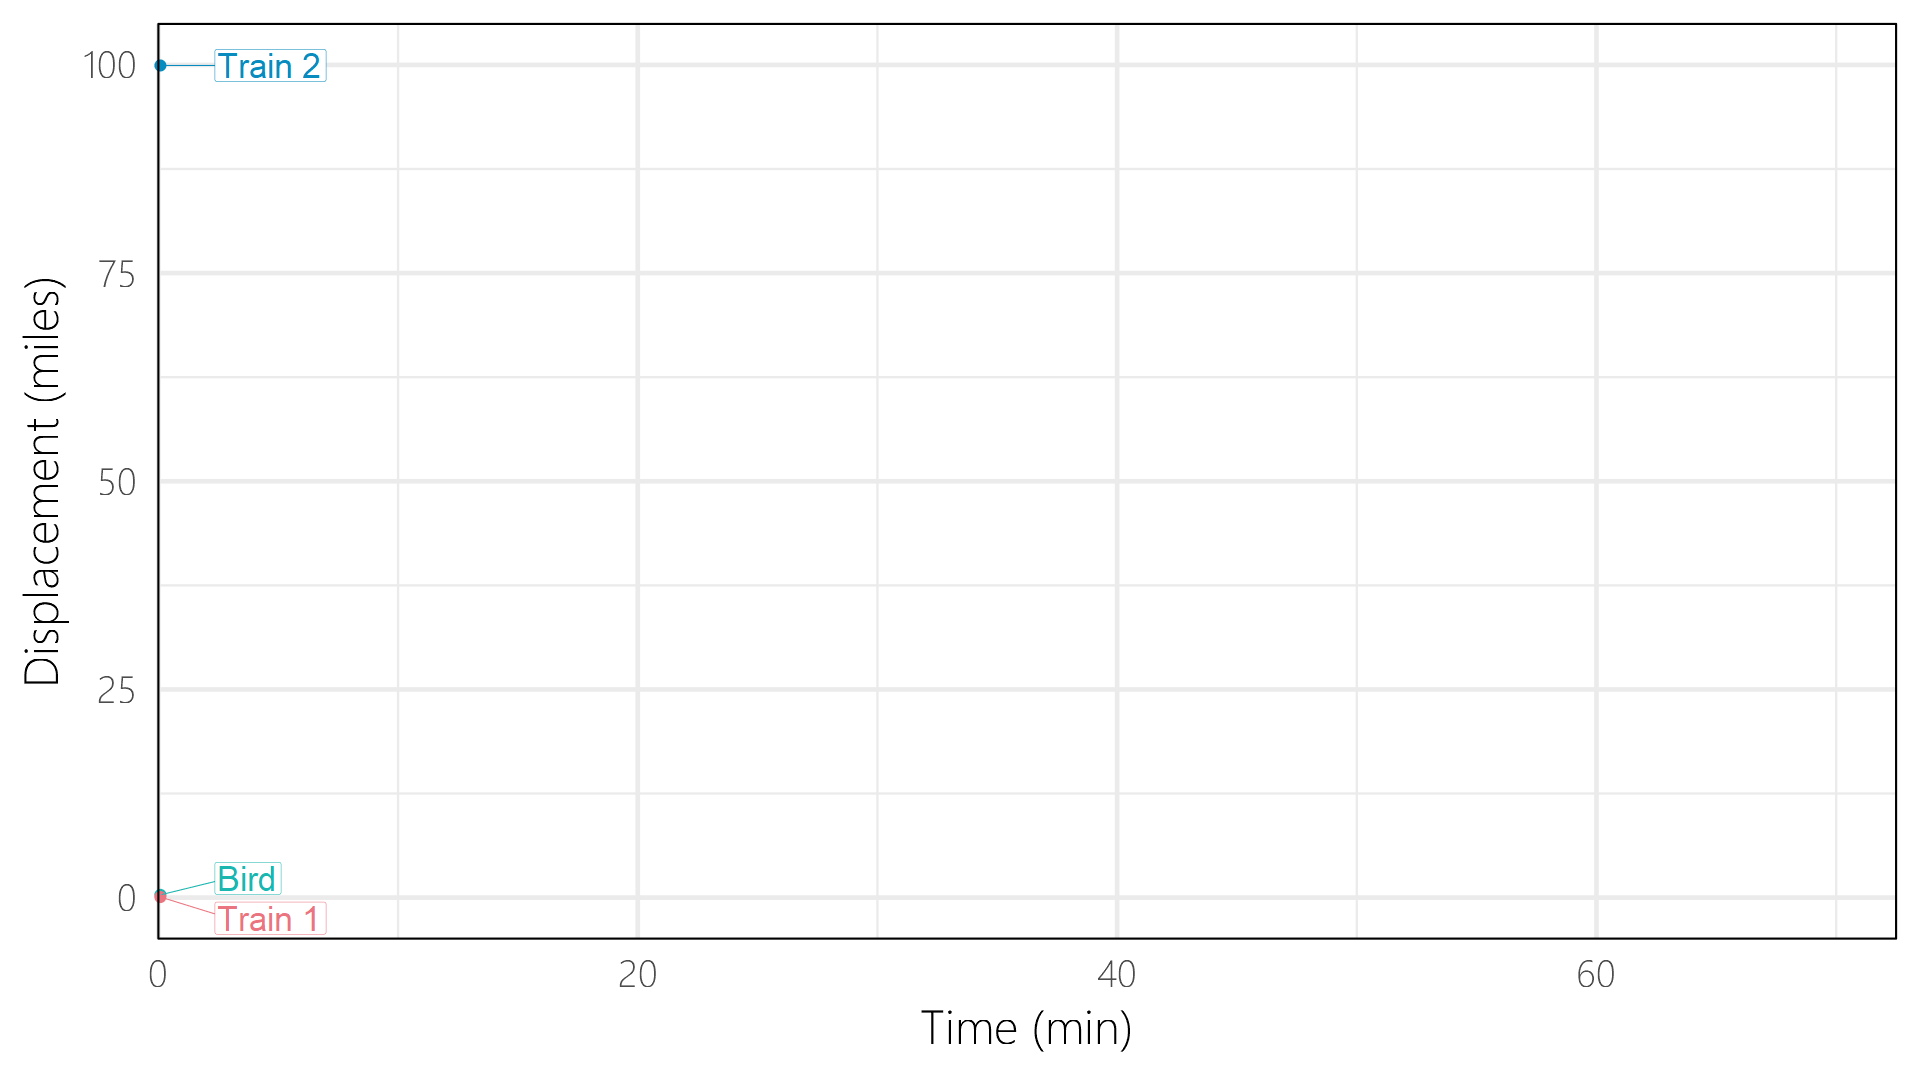 100
Train 2
75
50
25
0
Bird
Train 1
0 20 40 60
Time (min)
Displacement (miles)